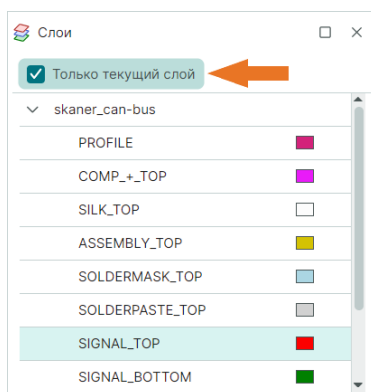 Слои
Только текущий слой
skaner_can-bus
PROFILE
COMP_+_TOP
SILK_TOP
ASSEMBLY_TOP
SOLDERMASK_TOP
SOLDERPASTE_TOP
SIGNAL_TOP
SIGNAL_BOTTOM